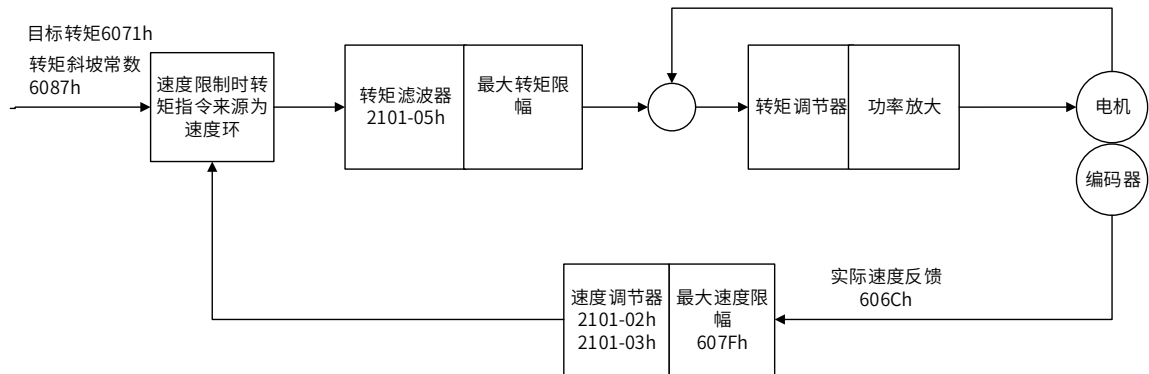 目标转矩6071h
转矩斜坡常数
6087h
速度限制时转
矩指令来源为
速度环
转矩滤波器
2101-05h
最大转矩限
幅
转矩调节器
功率放大
电机
编码器
速度调节器
2101-02h
2101-03h
最大速度限
幅
607Fh
实际速度反馈
606Ch